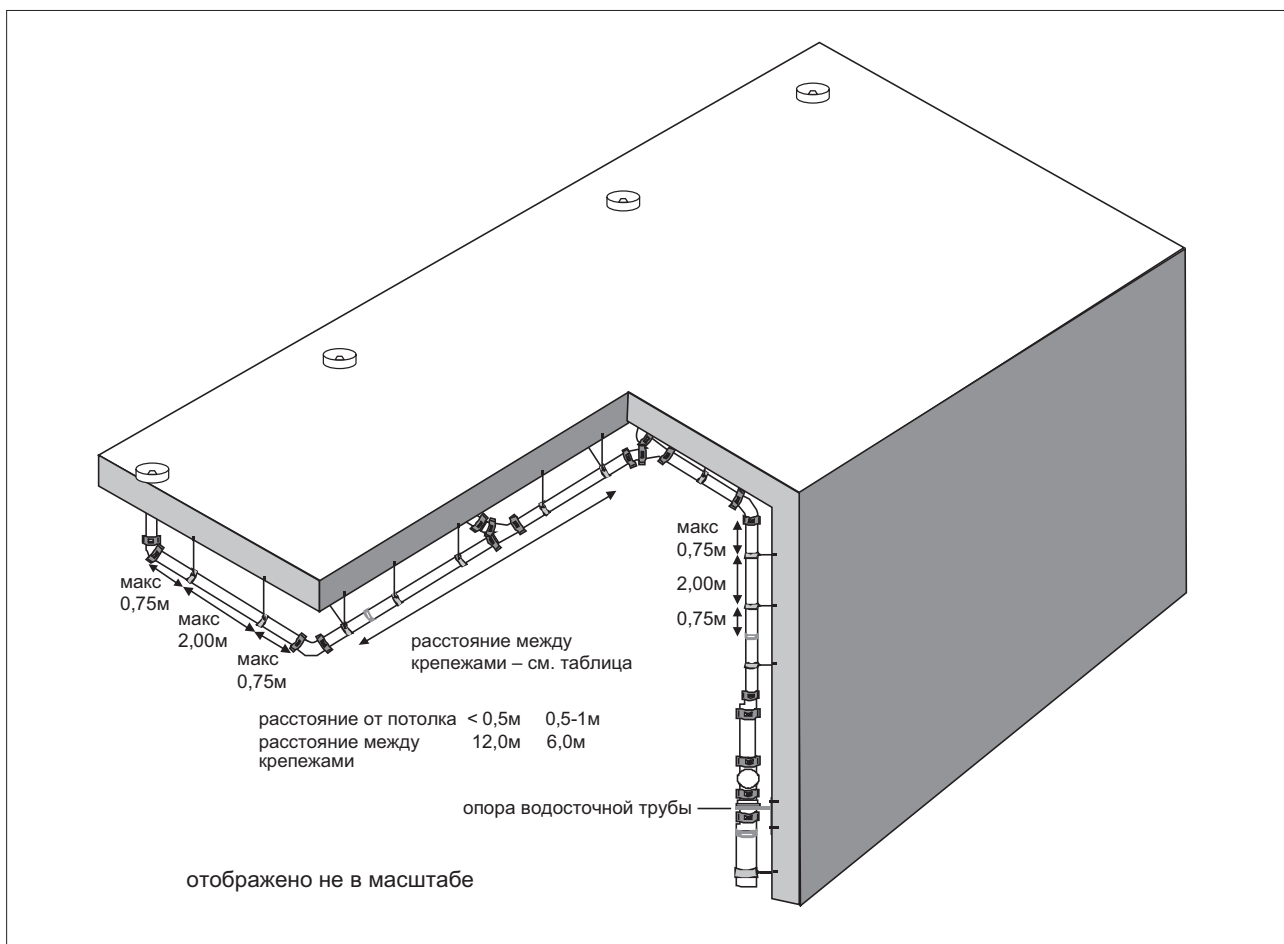 макс
0,75м
2,00м
0,75м
макс
0,75м
макс
2,00м
макс
0,75м
расстояние между
крепежами – см. таблица
расстояние от потолка < 0,5м 0,5-1м
расстояние между 12,0м 6,0м
крепежами
опора водосточной трубы
отображено не в масштабе